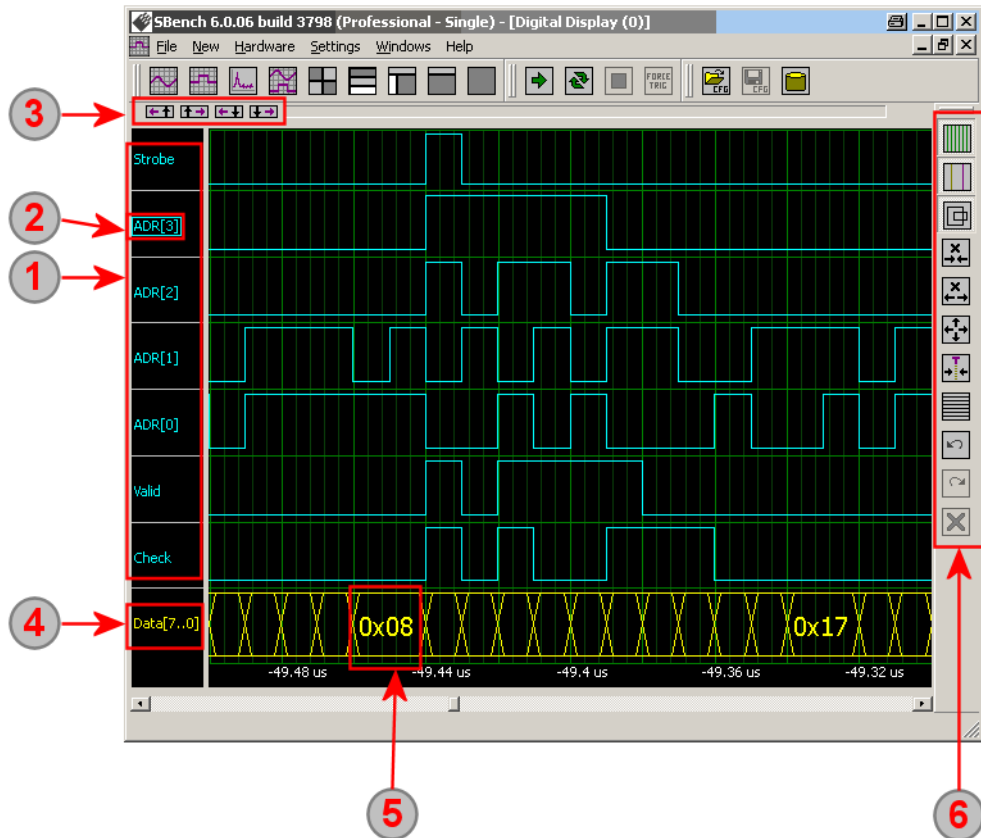 SBench 6.0.06 build 3798 (Professional - Single) - [Digital Display (0)]
File New Hardware Settings Windows Help
FORCE TRIG
CFG
CFG
3
Strobe
2
ADR[3]
1
ADR[2]
ADR[1]
ADR[0]
Valid
Check
4
Data[7..0]
0x08
0x17
-49.48 us
-49.44 us
-49.4 us
-49.36 us
-49.32 us
X
X
T
5
6